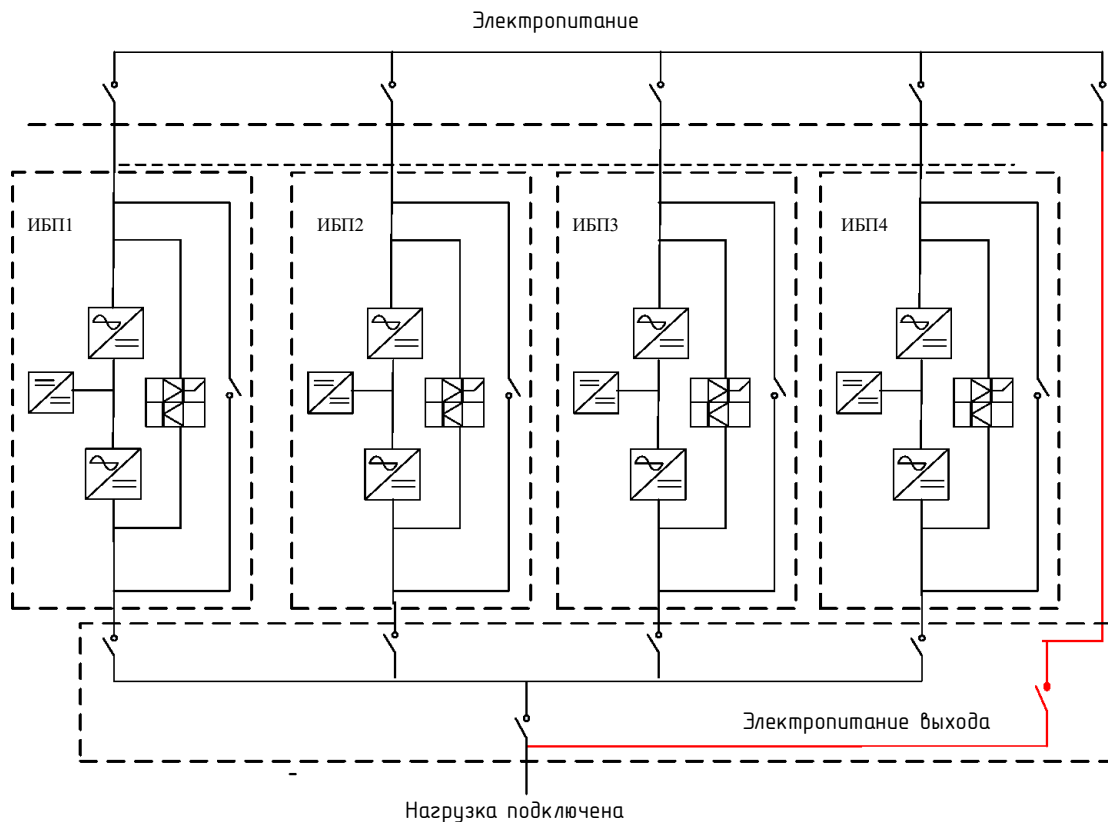 Электропитание
ИБП1
ИБП2
ИБП3
ИБП4
Электропитание выхода
Нагрузка подключена